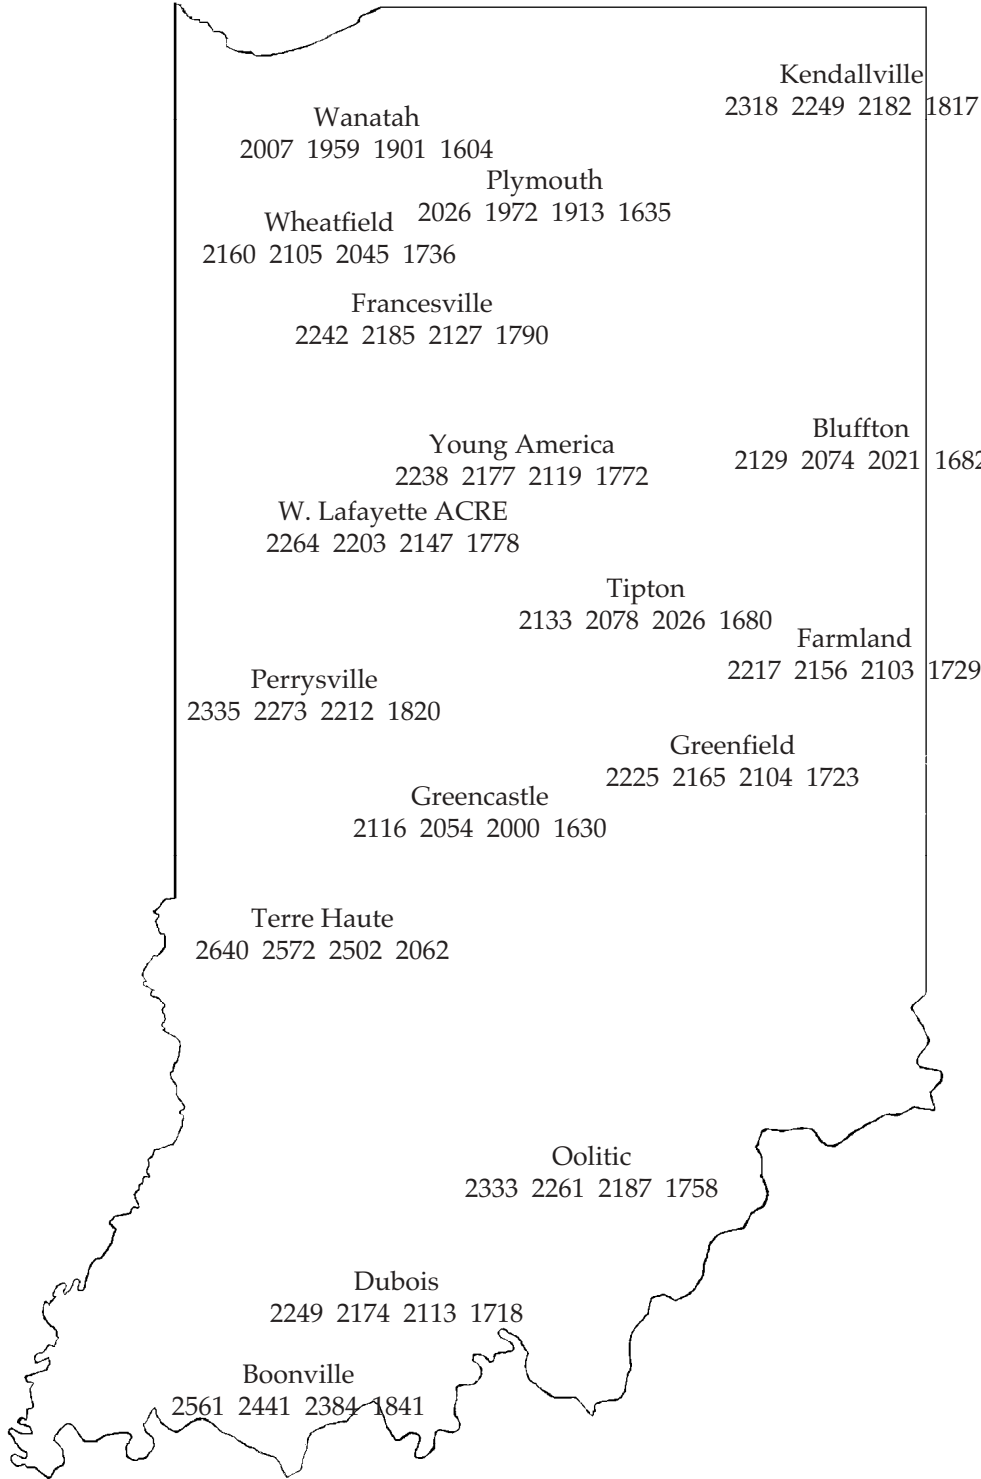 Kendallville
2318 2249 2182 1817
Wanatah
2007 1959 1901 1604
Plymouth
2026 1972 1913 1635
Wheatfield
2160 2105 2045 1736
Francesville
2242 2185 2127 1790
Bluffton
2129 2074 2021 1682
Young America
2238 2177 2119 1772
W. Lafayette ACRE
2264 2203 2147 1778
Tipton
2133 2078 2026 1680
Farmland
2217 2156 2103 1729
Perrysville
2335 2273 2212 1820
Greenfield
2225 2165 2104 1723
Greencastle
2116 2054 2000 1630
Terre Haute
2640 2572 2502 2062
Oolitic
2333 2261 2187 1758
Dubois
2249 2174 2113 1718
Boonville
2561 2441 2384 1841